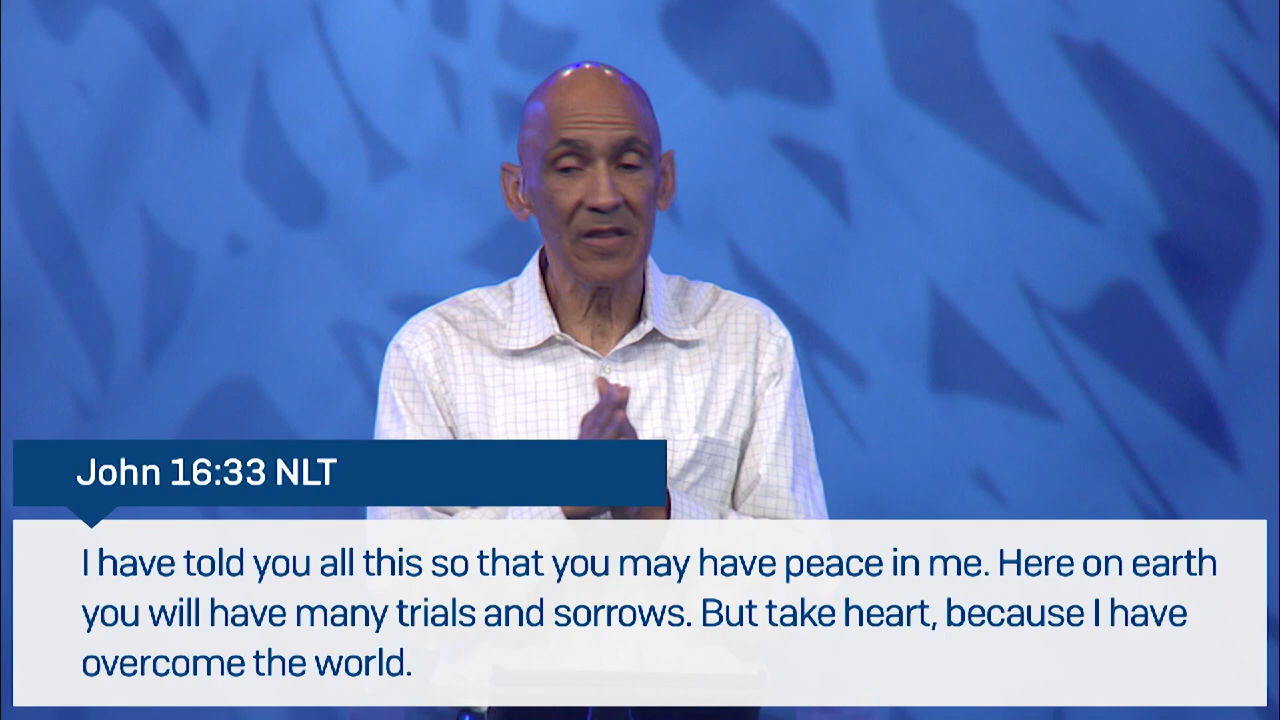 John 16:33 NLT
I have told you all this so that you may have peace in me. Here on earth
you will have many trials and sorrows. But take heart, because I have
overcome the world.